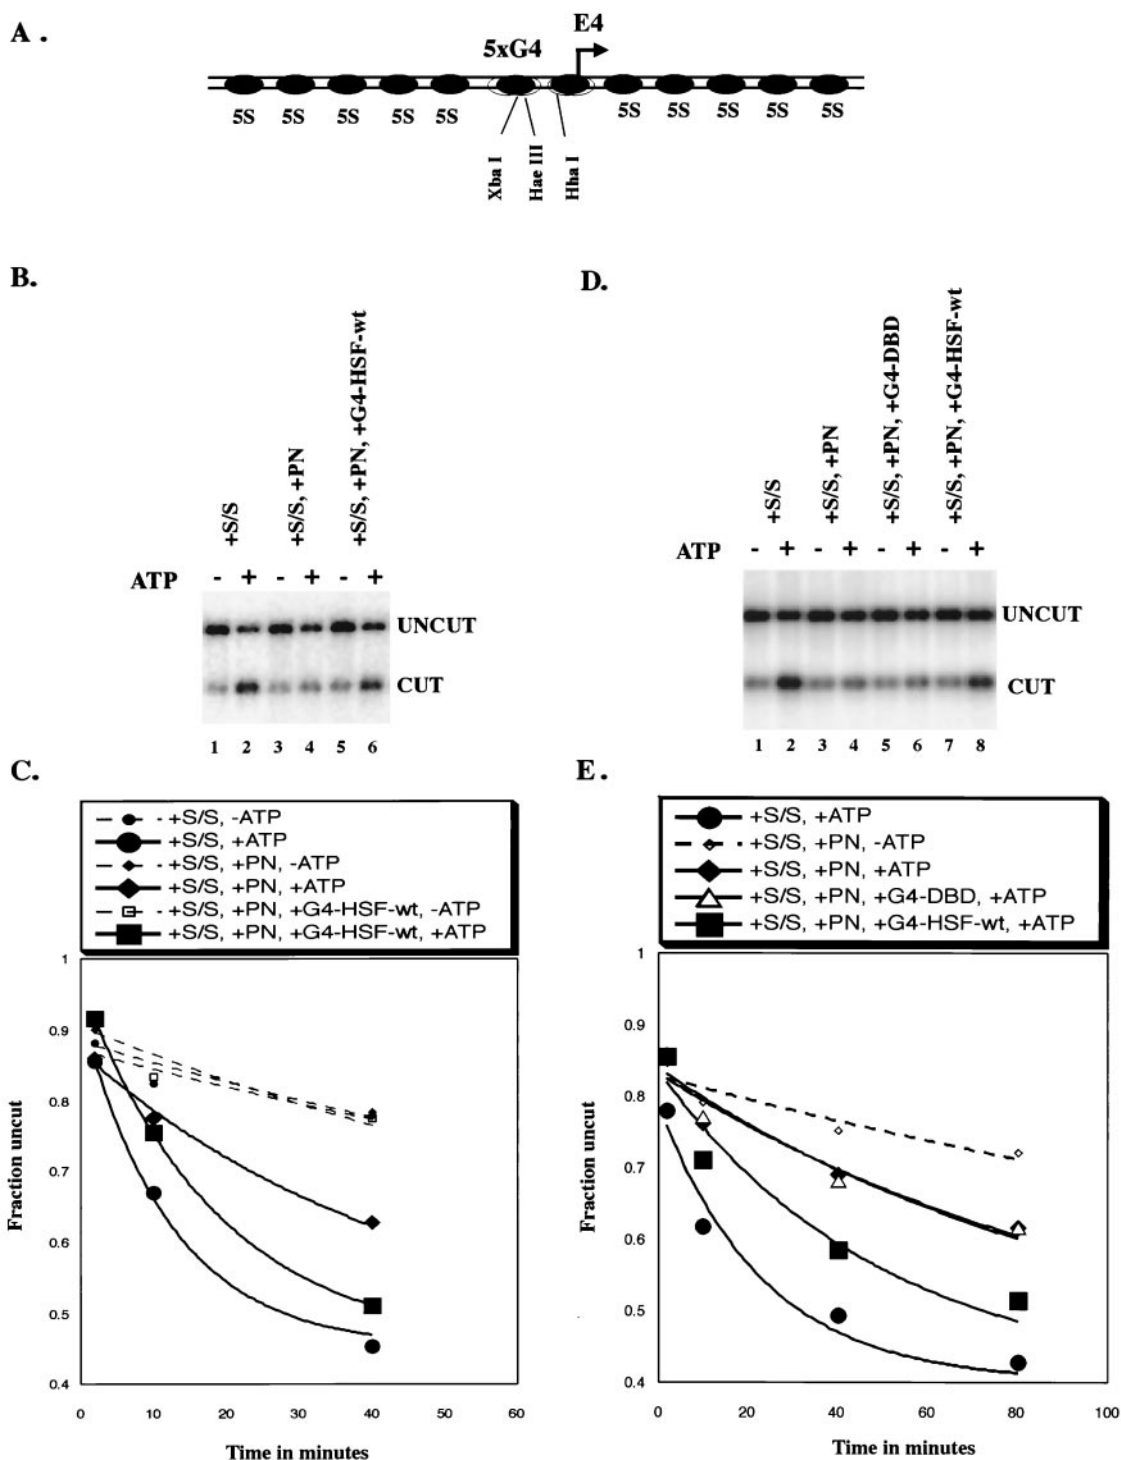 A .
E4
5xG4
5S 5S 5S 5S 5S 5S 5S 5S 5S 5S
Xba I
Hae III
Hha I
B.
+S/S
+S/S, +PN
+S/S, +PN, +G4-HSF-wt
ATP - + - + - +
UNCUT
CUT
1 2 3 4 5 6
D.
+S/S
+S/S, +PN
+S/S, +PN, +G4-DBD
+S/S, +PN, +G4-HSF-wt
ATP - + - + - + - +
UNCUT
CUT
1 2 3 4 5 6 7 8
C.
+S/S, -ATP
+S/S, +ATP
+S/S, +PN, -ATP
+S/S, +PN, +ATP
+S/S, +PN, +G4-HSF-wt, -ATP
+S/S, +PN, +G4-HSF-wt, +ATP
1
0.9
0.8
0.7
0.6
0.5
0.4
Fraction uncut
0 10 20 30 40 50 60
Time in minutes
E .
+S/S, +ATP
+S/S, +PN, -ATP
+S/S, +PN, +ATP
+S/S, +PN, +G4-DBD, +ATP
+S/S, +PN, +G4-HSF-wt, +ATP
1
0.9
0.8
0.7
0.6
0.5
0.4
Fraction uncut
0 20 40 60 80 100
Time in minutes